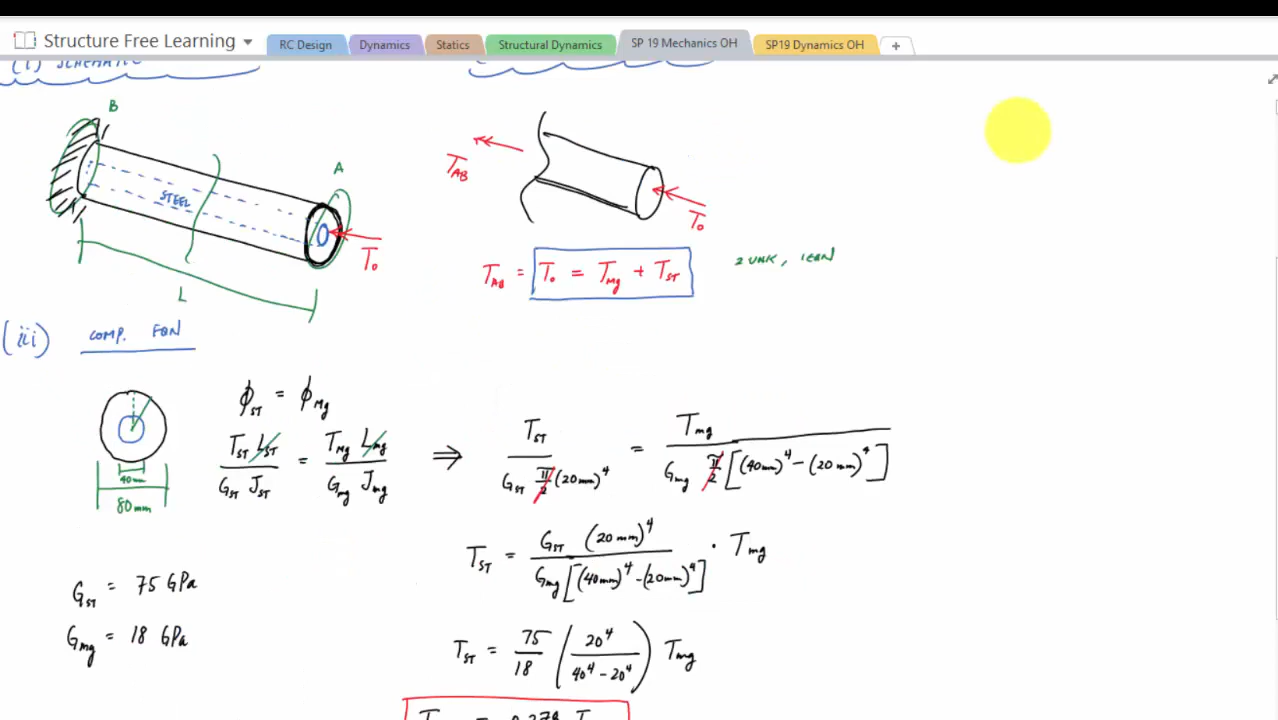 Structure Free Learning
RC Design
Dynamics
Statics
Structural Dynamics
SP 19 Mechanics OH
SP19 Dynamics OH
(i) SCHEMATIC
B
A
STEEL
T₀
L
T_AB
T₀
T_AB = T₀ = T_Mg + T_ST
2 UNK, 1 EQN
(iii) COMP. EQN
40mm
80mm
ϕ_ST = ϕ_Mg
T_ST L_ST / G_ST J_ST = T_Mg L_Mg / G_Mg J_Mg
⇒ T_ST / G_ST π/2 (20mm)⁴ = T_Mg / G_Mg π/2 [(40mm)⁴ − (20mm)⁴]
T_ST = G_ST (20mm)⁴ / G_Mg [(40mm)⁴ − (20mm)⁴] · T_Mg
G_ST = 75 GPa
G_Mg = 18 GPa
T_ST = 75/18 (20⁴ / 40⁴ − 20⁴) T_Mg